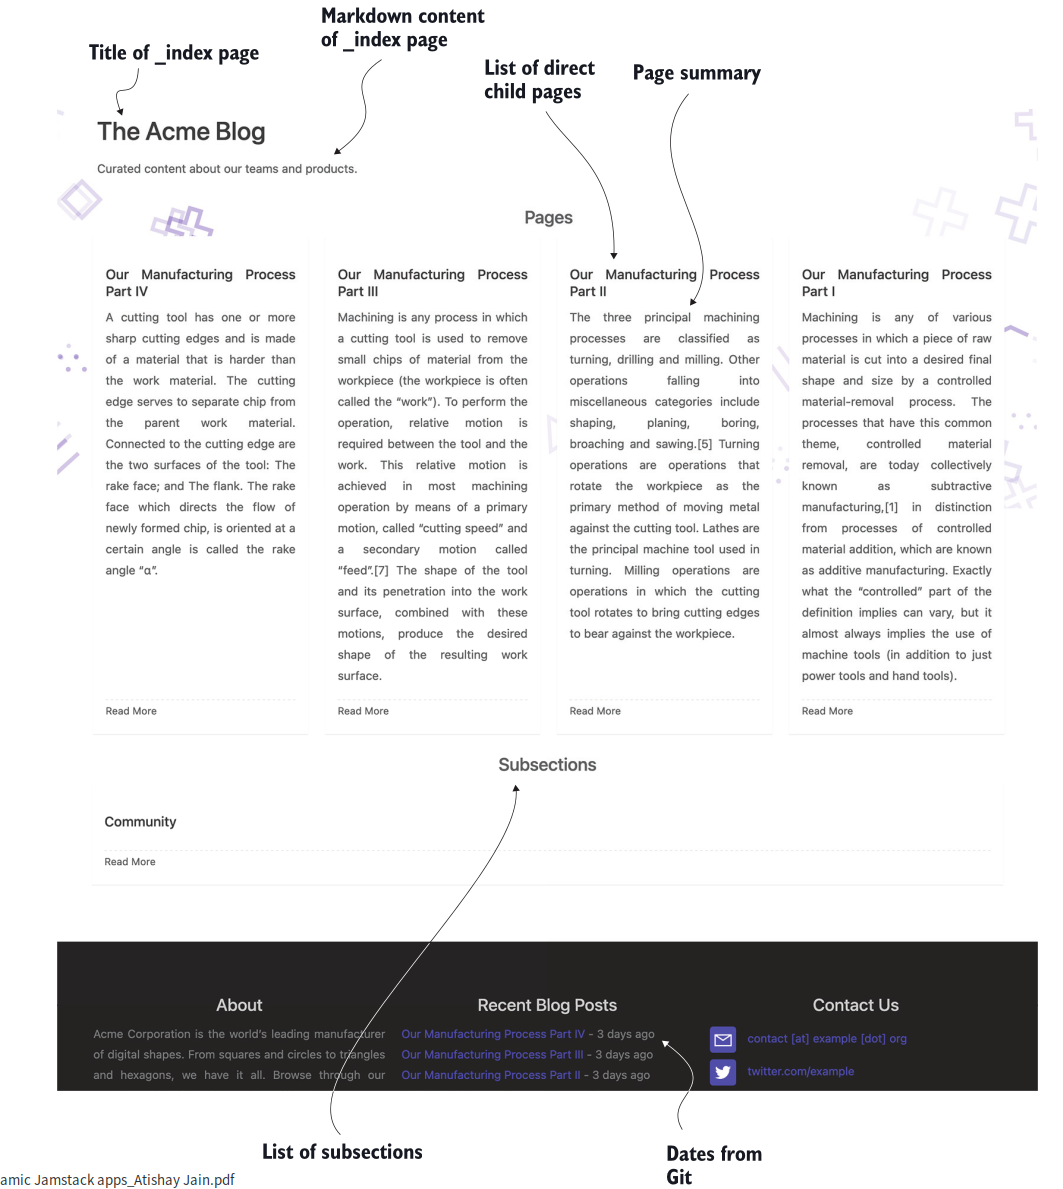 Markdown content
of _index page
Title of _index page
List of direct
child pages
Page summary
The Acme Blog
Curated content about our teams and products.
Pages
Our Manufacturing Process
Part IV
A cutting tool has one or more
sharp cutting edges and is made
of a material that is harder than
the work material. The cutting
edge serves to separate chip from
the parent work material.
Connected to the cutting edge are
the two surfaces of the tool: The
rake face; and The flank. The rake
face which directs the flow of
newly formed chip, is oriented at a
certain angle is called the rake
angle “α”.
Read More
Our Manufacturing Process
Part III
Machining is any process in which
a cutting tool is used to remove
small chips of material from the
workpiece (the workpiece is often
called the “work”). To perform the
operation, relative motion is
required between the tool and the
work. This relative motion is
achieved in most machining
operation by means of a primary
motion, called “cutting speed” and
a secondary motion called
“feed”.[7] The shape of the tool
and its penetration into the work
surface, combined with these
motions, produce the desired
shape of the resulting work
surface.
Read More
Our Manufacturing Process
Part II
The three principal machining
processes are classified as
turning, drilling and milling. Other
operations falling into
miscellaneous categories include
shaping, planing, boring,
broaching and sawing.[5] Turning
operations are operations that
rotate the workpiece as the
primary method of moving metal
against the cutting tool. Lathes are
the principal machine tool used in
turning. Milling operations are
operations in which the cutting
tool rotates to bring cutting edges
to bear against the workpiece.
Read More
Our Manufacturing Process
Part I
Machining is any of various
processes in which a piece of raw
material is cut into a desired final
shape and size by a controlled
material-removal process. The
processes that have this common
theme, controlled material
removal, are today collectively
known as subtractive
manufacturing,[1] in distinction
from processes of controlled
material addition, which are known
as additive manufacturing. Exactly
what the “controlled” part of the
definition implies can vary, but it
almost always implies the use of
machine tools (in addition to just
power tools and hand tools).
Read More
Subsections
Community
Read More
About
Acme Corporation is the world's leading manufacturer
of digital shapes. From squares and circles to triangles
and hexagons, we have it all. Browse through our
Recent Blog Posts
Our Manufacturing Process Part IV - 3 days ago
Our Manufacturing Process Part III - 3 days ago
Our Manufacturing Process Part II - 3 days ago
Contact Us
contact [at] example [dot] org
twitter.com/example
List of subsections
Dates from
Git
amic Jamstack apps_Atishay Jain.pdf